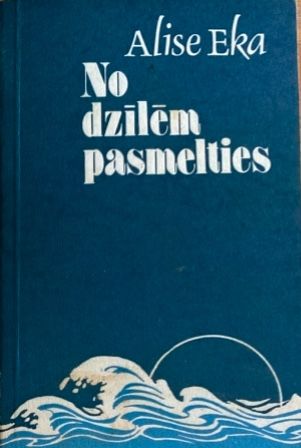 Alise Eka
No
dzīlēm
pasmelties